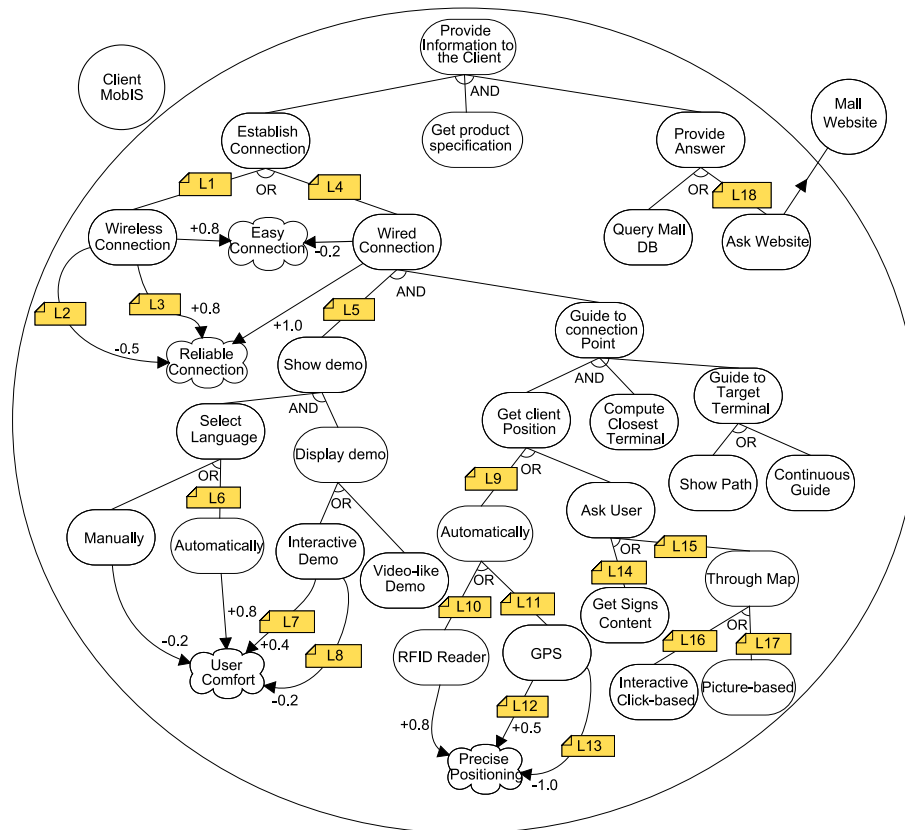 Provide
Information to
the Client
AND
Client
MobIS
Mall
Website
Establish
Connection
Get product
specification
Provide
Answer
OR
L1
L4
OR
L18
Wireless
Connection
+0.8
Easy
Connection
-0.2
Wired
Connection
Query Mall
DB
Ask Website
AND
L2
L3
+0.8
L5
+1.0
Guide to
connection
Point
-0.5
Reliable
Connection
Show demo
AND
AND
Guide to
Target
Terminal
Select
Language
Get client
Position
Compute
Closest
Terminal
OR
Display demo
OR
OR
L6
L9
Show Path
Continuous
Guide
OR
Manually
Automatically
Interactive
Demo
Automatically
Ask User
OR
L15
Video-like
Demo
OR
L14
Through Map
+0.8
L7
L10
L11
Get Signs
Content
OR
-0.2
+0.4
L8
L16
L17
User
Comfort
RFID Reader
GPS
Interactive
Click-based
Picture-based
-0.2
L12
+0.8
+0.5
L13
Precise
Positioning
-1.0